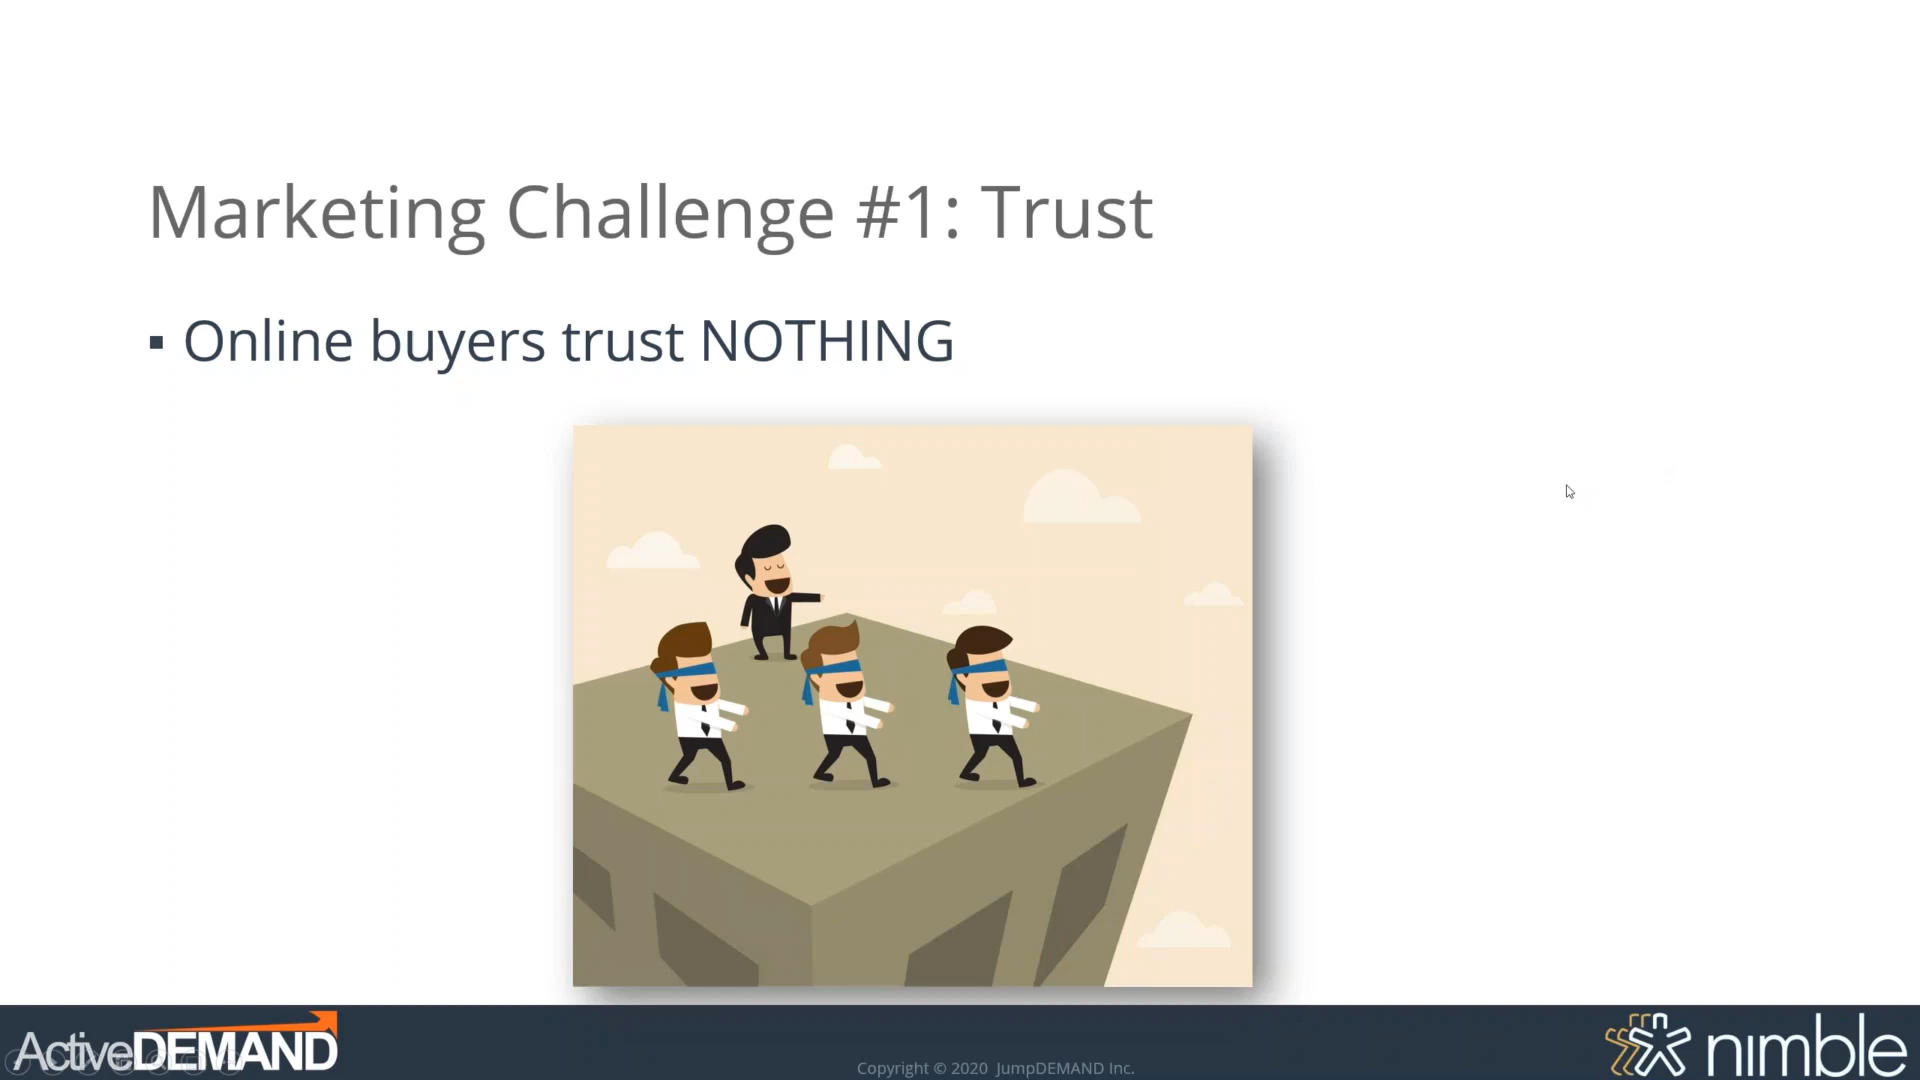 Marketing Challenge #1: Trust
▪ Online buyers trust NOTHING
ActiveDEMAND
Copyright © 2020 JumpDEMAND Inc.
nimble